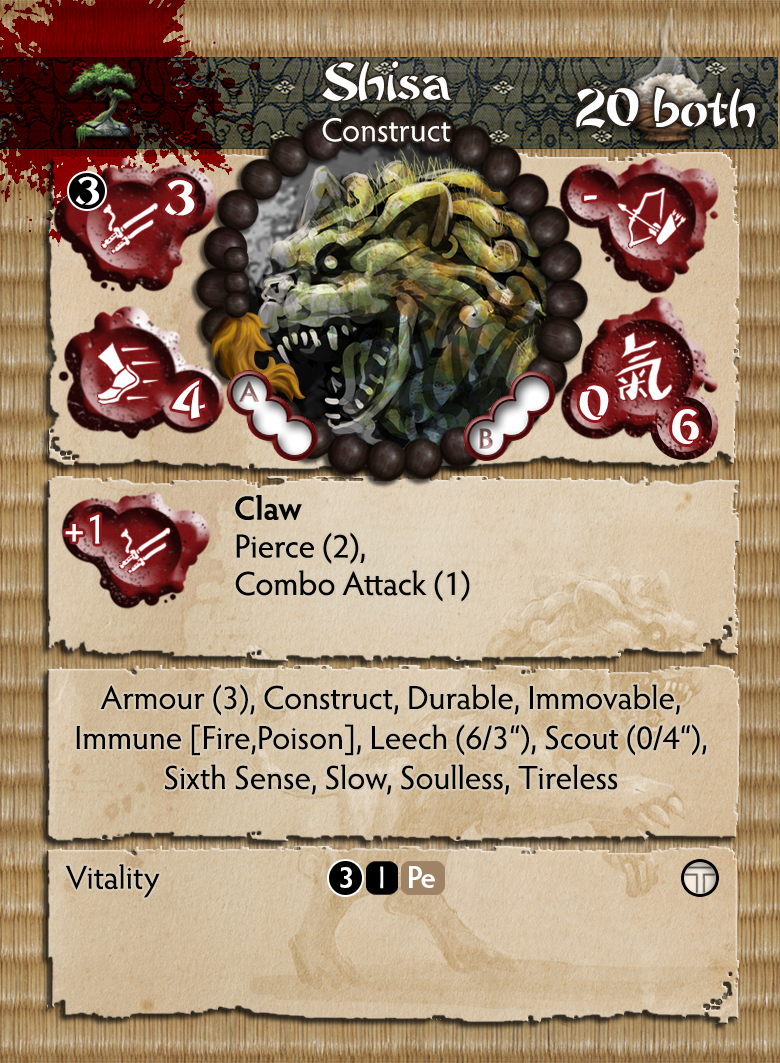 Shisa
20 both
Construct
3 3
-
4
氣
0 6
A
B
+1
Claw
Pierce (2),
Combo Attack (1)
Armour (3), Construct, Durable, Immovable,
Immune [Fire,Poison], Leech (6/3“), Scout (0/4“),
Sixth Sense, Slow, Soulless, Tireless
Vitality 3 I Pe T